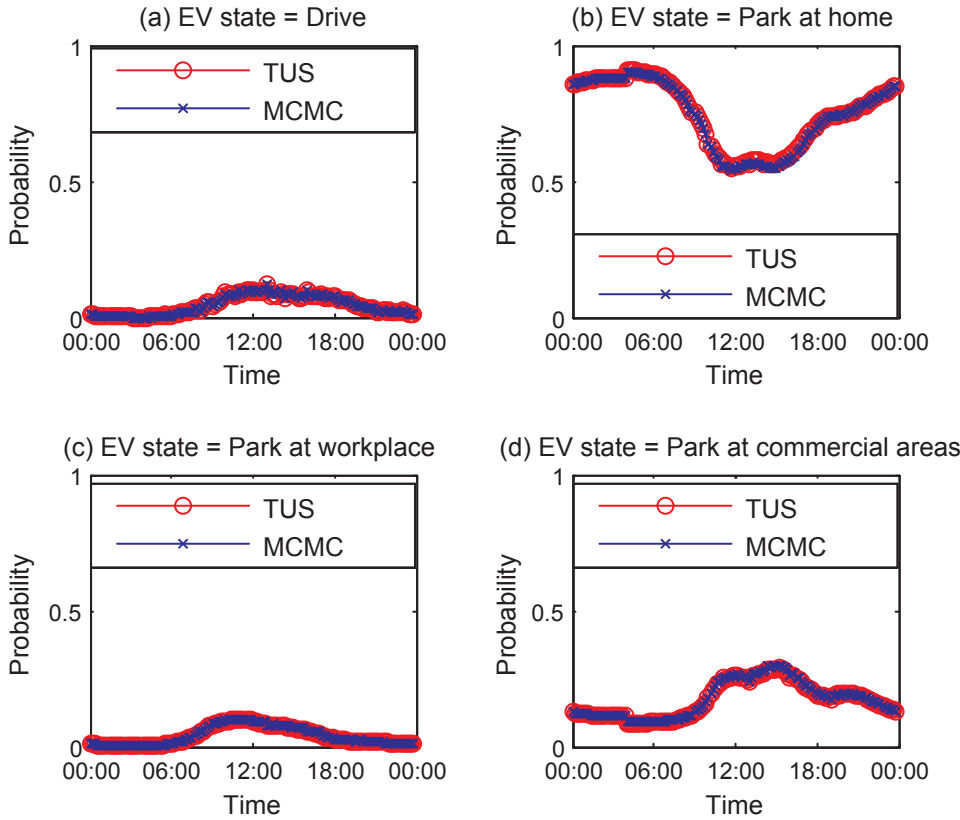 (a) EV state = Drive
1
TUS
MCMC
0.5
0
Probability
00:00 06:00 12:00 18:00 00:00
Time
(b) EV state = Park at home
1
0.5
TUS
MCMC
0
Probability
00:00 06:00 12:00 18:00 00:00
Time
(c) EV state = Park at workplace
1
TUS
MCMC
0.5
0
Probability
00:00 06:00 12:00 18:00 00:00
Time
(d) EV state = Park at commercial areas
1
TUS
MCMC
0.5
0
Probability
00:00 06:00 12:00 18:00 00:00
Time